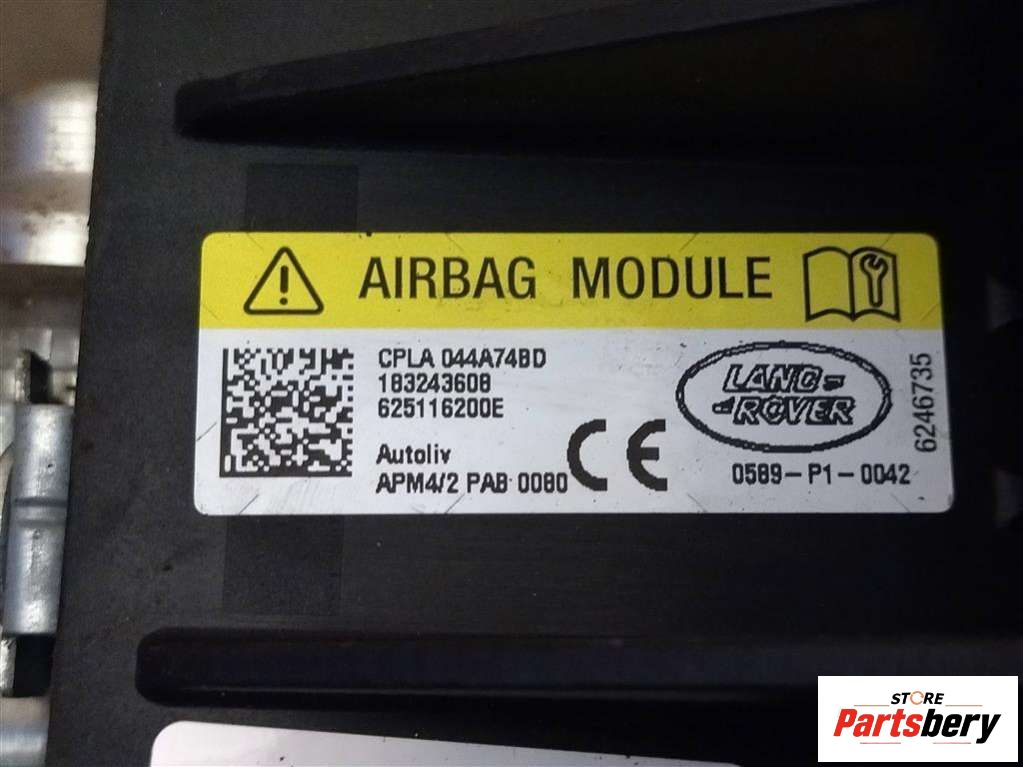 AIRBAG MODULE
CPLA 044A74BD
183243608
625116200E
Autoliv
APM4/2 PAB 0080
CE
LAND-
-ROVER
0589-P1-0042
6246735
STORE
Partsbery